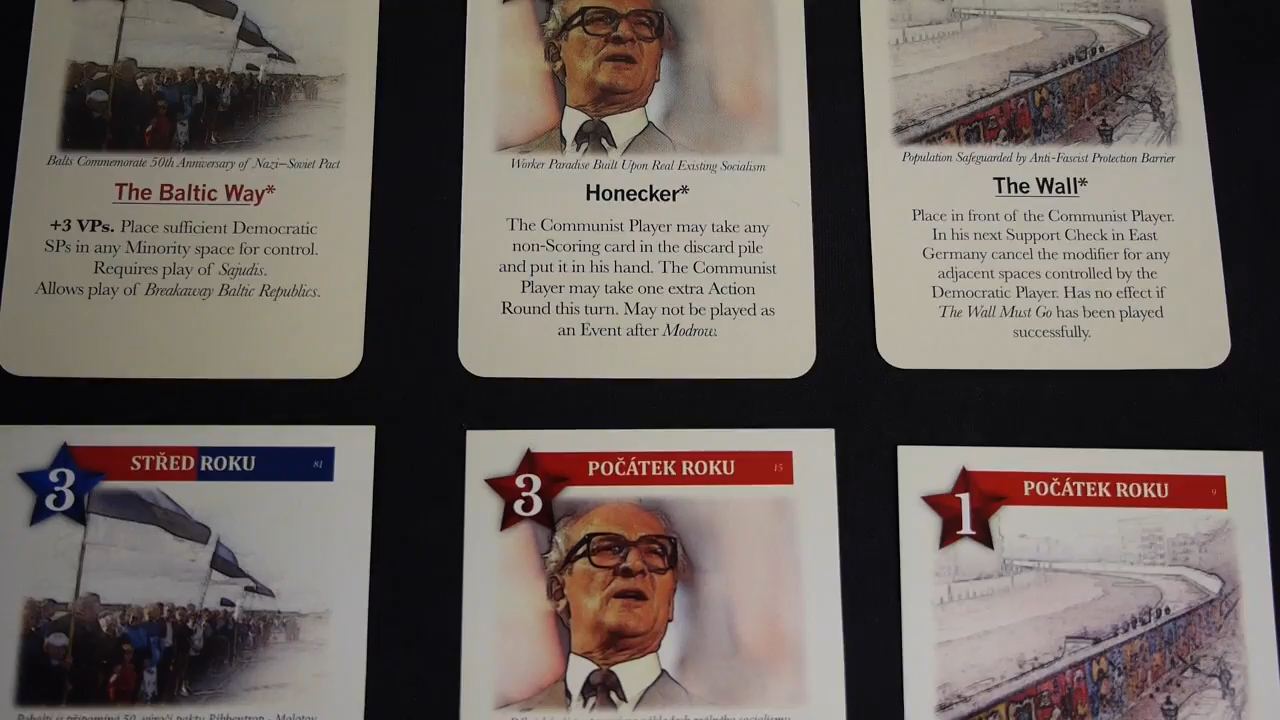 Balts Commemorate 50th Anniversary of Nazi–Soviet Pact
The Baltic Way*
+3 VPs. Place sufficient Democratic
SPs in any Minority space for control.
Requires play of Sajudis.
Allows play of Breakaway Baltic Republics.
Worker Paradise Built Upon Real Existing Socialism
Honecker*
The Communist Player may take any
non-Scoring card in the discard pile
and put it in his hand. The Communist
Player may take one extra Action
Round this turn. May not be played as
an Event after Modrow.
Population Safeguarded by Anti-Fascist Protection Barrier
The Wall*
Place in front of the Communist Player.
In his next Support Check in East
Germany cancel the modifier for any
adjacent spaces controlled by the
Democratic Player. Has no effect if
The Wall Must Go has been played
successfully.
3
STŘED ROKU
81
3
POČÁTEK ROKU
15
1
POČÁTEK ROKU
9
50. výročí paktu Ribbentrop - Molotov